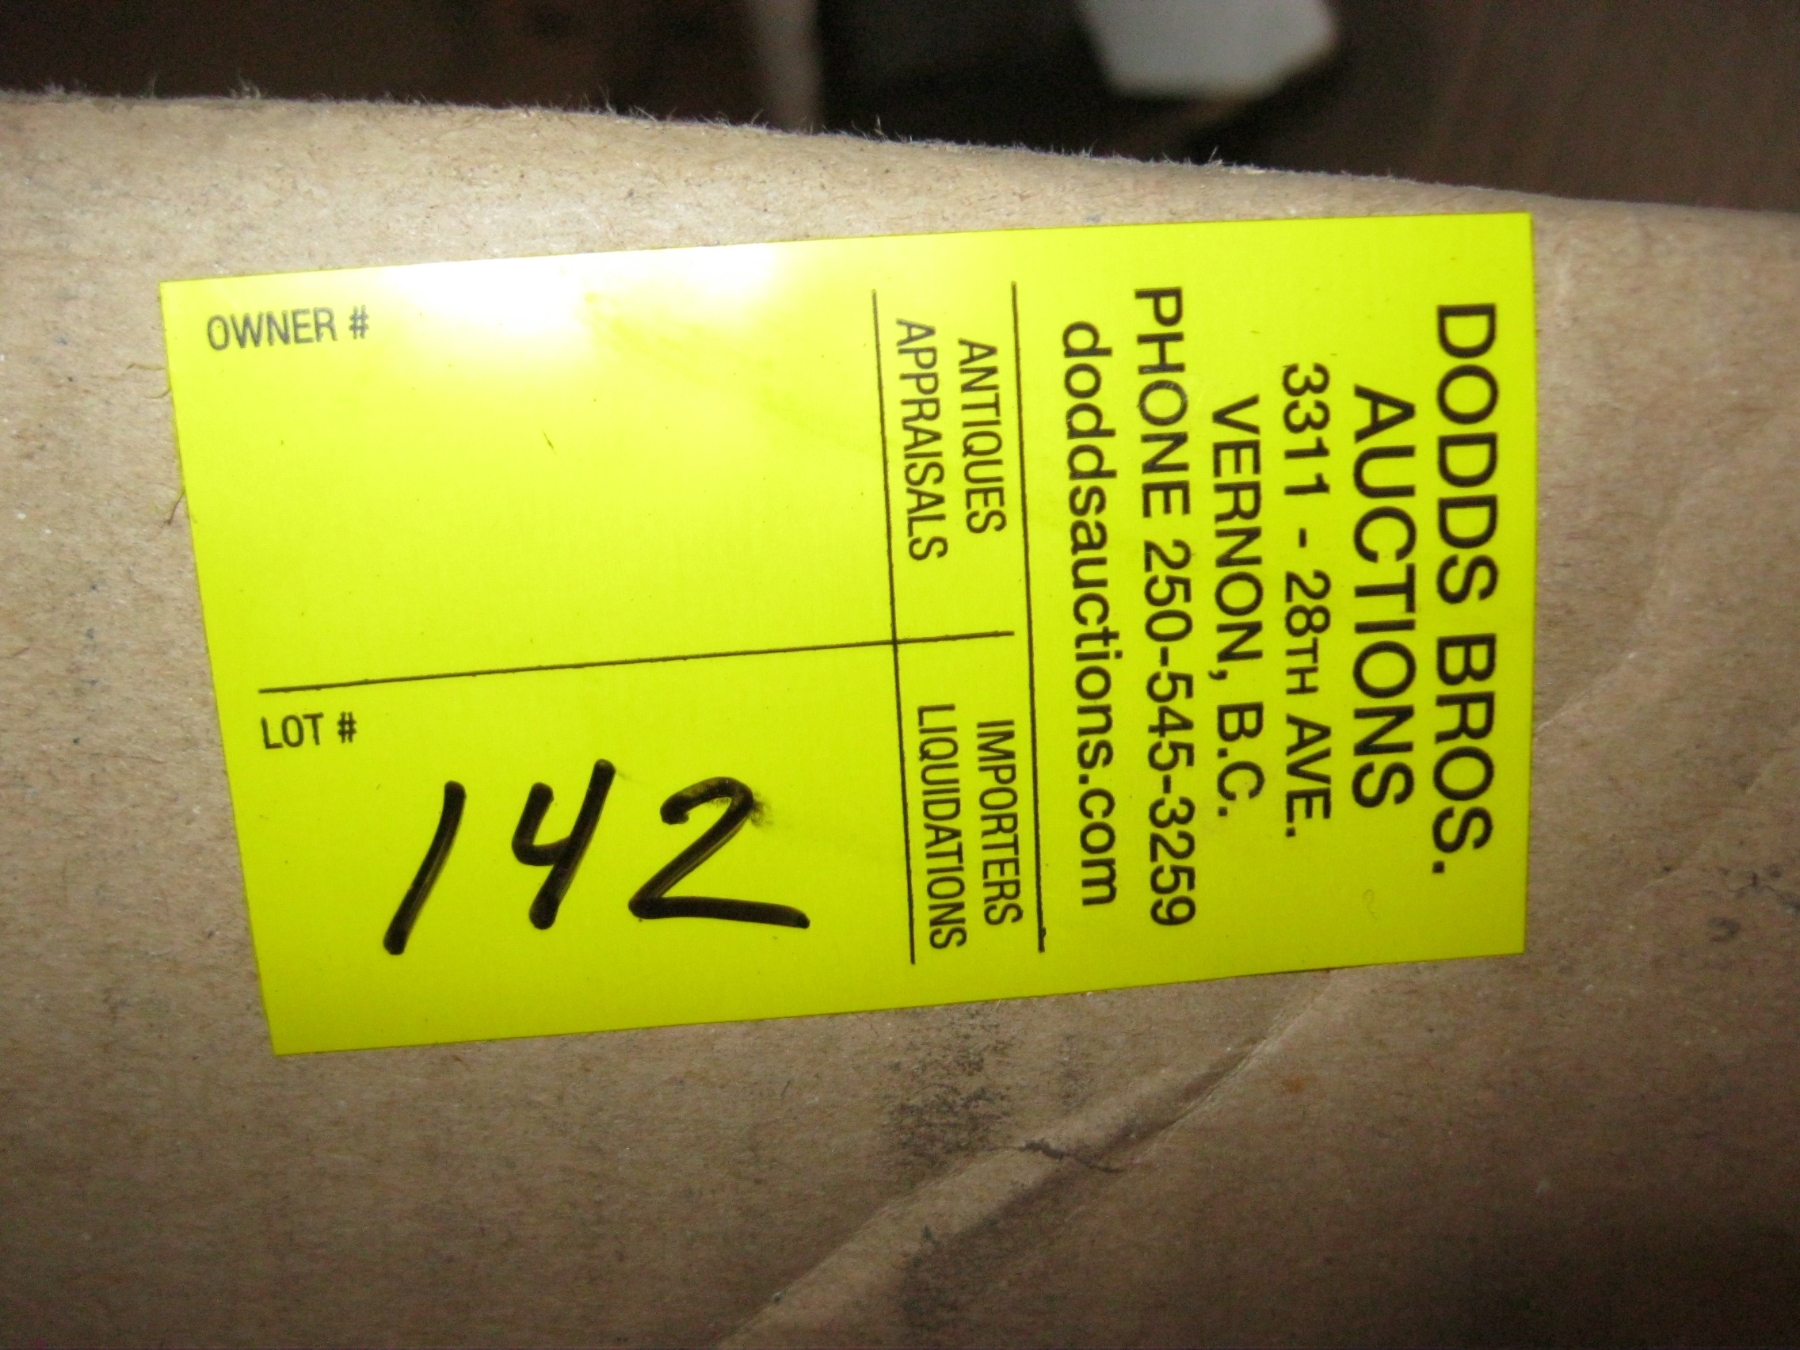 DODDS BROS.
AUCTIONS
3311 - 28TH AVE.
VERNON, B.C.
PHONE 250-545-3259
doddsauctions.com
ANTIQUES
APPRAISALS
IMPORTERS
LIQUIDATIONS
OWNER #
LOT #
142